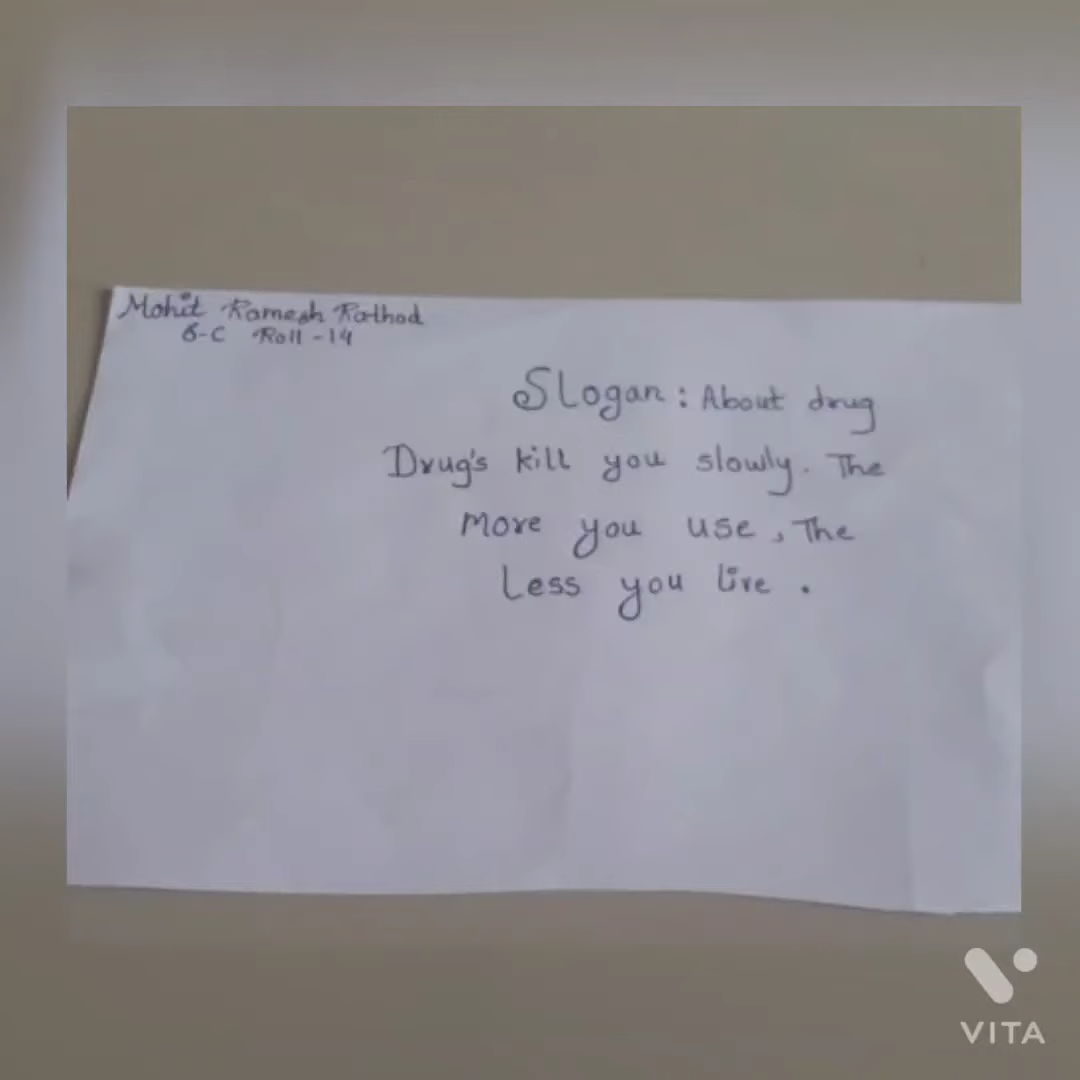 Mohit Ramesh Rathod
6-C Roll - 14
Slogan : About drug
Drug's kill you slowly. The
More you use, The
Less you live.
VITA